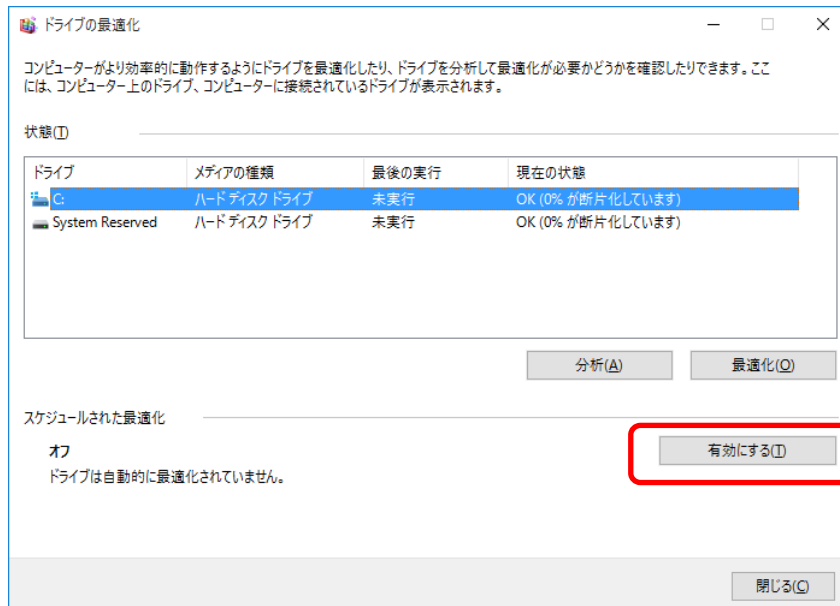 ドライブの最適化
コンピューターがより効率的に動作するようにドライブを最適化したり、ドライブを分析して最適化が必要かどうかを確認したりできます。ここ
には、コンピューター上のドライブ、コンピューターに接続されているドライブが表示されます。
状態(T)
ドライブ メディアの種類 最後の実行 現在の状態
C: ハード ディスク ドライブ 未実行 OK (0% が断片化しています)
System Reserved ハード ディスク ドライブ 未実行 OK (0% が断片化しています)
分析(A) 最適化(O)
スケジュールされた最適化
オフ
有効にする(T)
ドライブは自動的に最適化されていません。
閉じる(C)